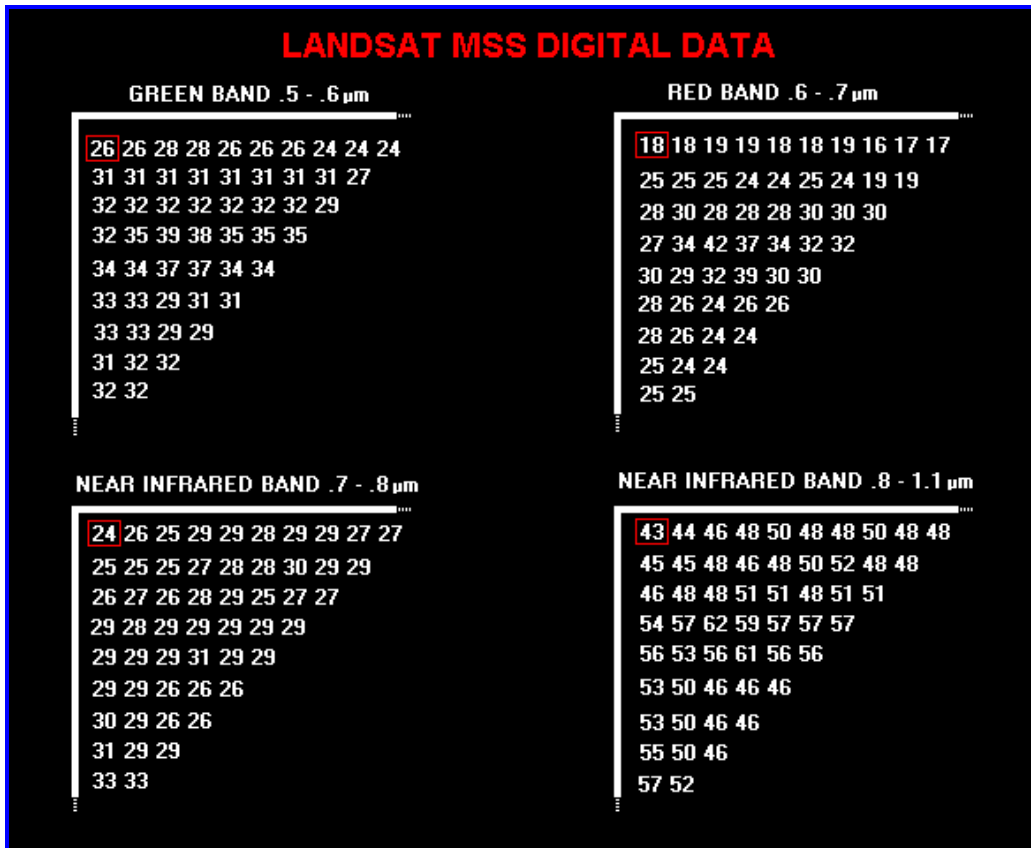 LANDSAT MSS DIGITAL DATA
GREEN BAND .5 - .6 µm
26 26 28 28 26 26 26 24 24 24
31 31 31 31 31 31 31 31 27
32 32 32 32 32 32 32 29
32 35 39 38 35 35 35
34 34 37 37 34 34
33 33 29 31 31
33 33 29 29
31 32 32
32 32
RED BAND .6 - .7 µm
18 18 19 19 18 18 19 16 17 17
25 25 25 24 24 25 24 19 19
28 30 28 28 28 30 30 30
27 34 42 37 34 32 32
30 29 32 39 30 30
28 26 24 26 26
28 26 24 24
25 24 24
25 25
NEAR INFRARED BAND .7 - .8 µm
24 26 25 29 29 28 29 29 27 27
25 25 25 27 28 28 30 29 29
26 27 26 28 29 25 27 27
29 28 29 29 29 29 29
29 29 29 31 29 29
29 29 26 26 26
30 29 26 26
31 29 29
33 33
NEAR INFRARED BAND .8 - 1.1 µm
43 44 46 48 50 48 48 50 48 48
45 45 48 46 48 50 52 48 48
46 48 48 51 51 48 51 51
54 57 62 59 57 57 57
56 53 56 61 56 56
53 50 46 46 46
53 50 46 46
55 50 46
57 52